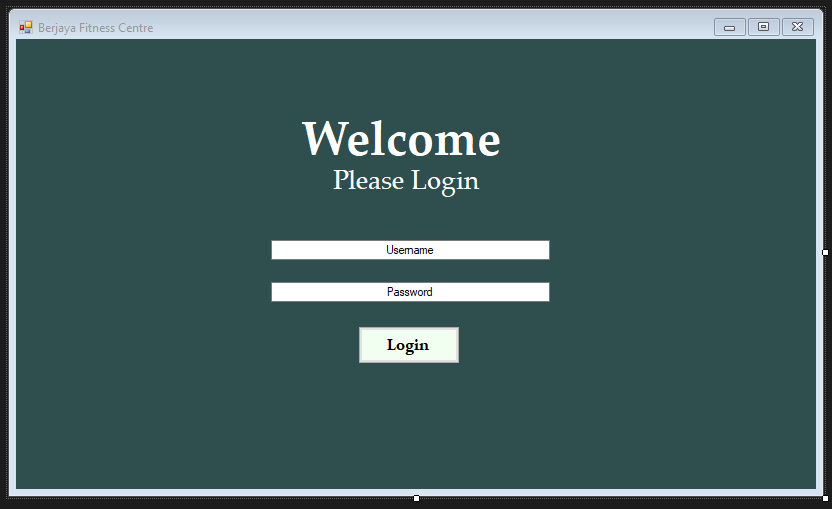 Berjaya Fitness Centre
Welcome
Please Login
Username
Password
Login